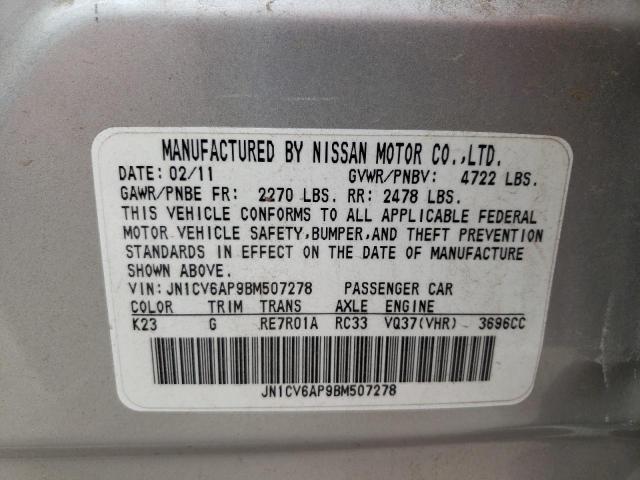 MANUFACTURED BY NISSAN MOTOR CO.,LTD.
DATE: 02/11 GVWR/PNBV: 4722 LBS.
GAWR/PNBE FR: 2270 LBS. RR: 2478 LBS.
THIS VEHICLE CONFORMS TO ALL APPLICABLE FEDERAL
MOTOR VEHICLE SAFETY,BUMPER,AND THEFT PREVENTION
STANDARDS IN EFFECT ON THE DATE OF MANUFACTURE
SHOWN ABOVE.
VIN: JN1CV6AP9BM507278 PASSENGER CAR
COLOR TRIM TRANS AXLE ENGINE
K23 G RE7R01A RC33 VQ37(VHR) 3696CC
JN1CV6AP9BM507278